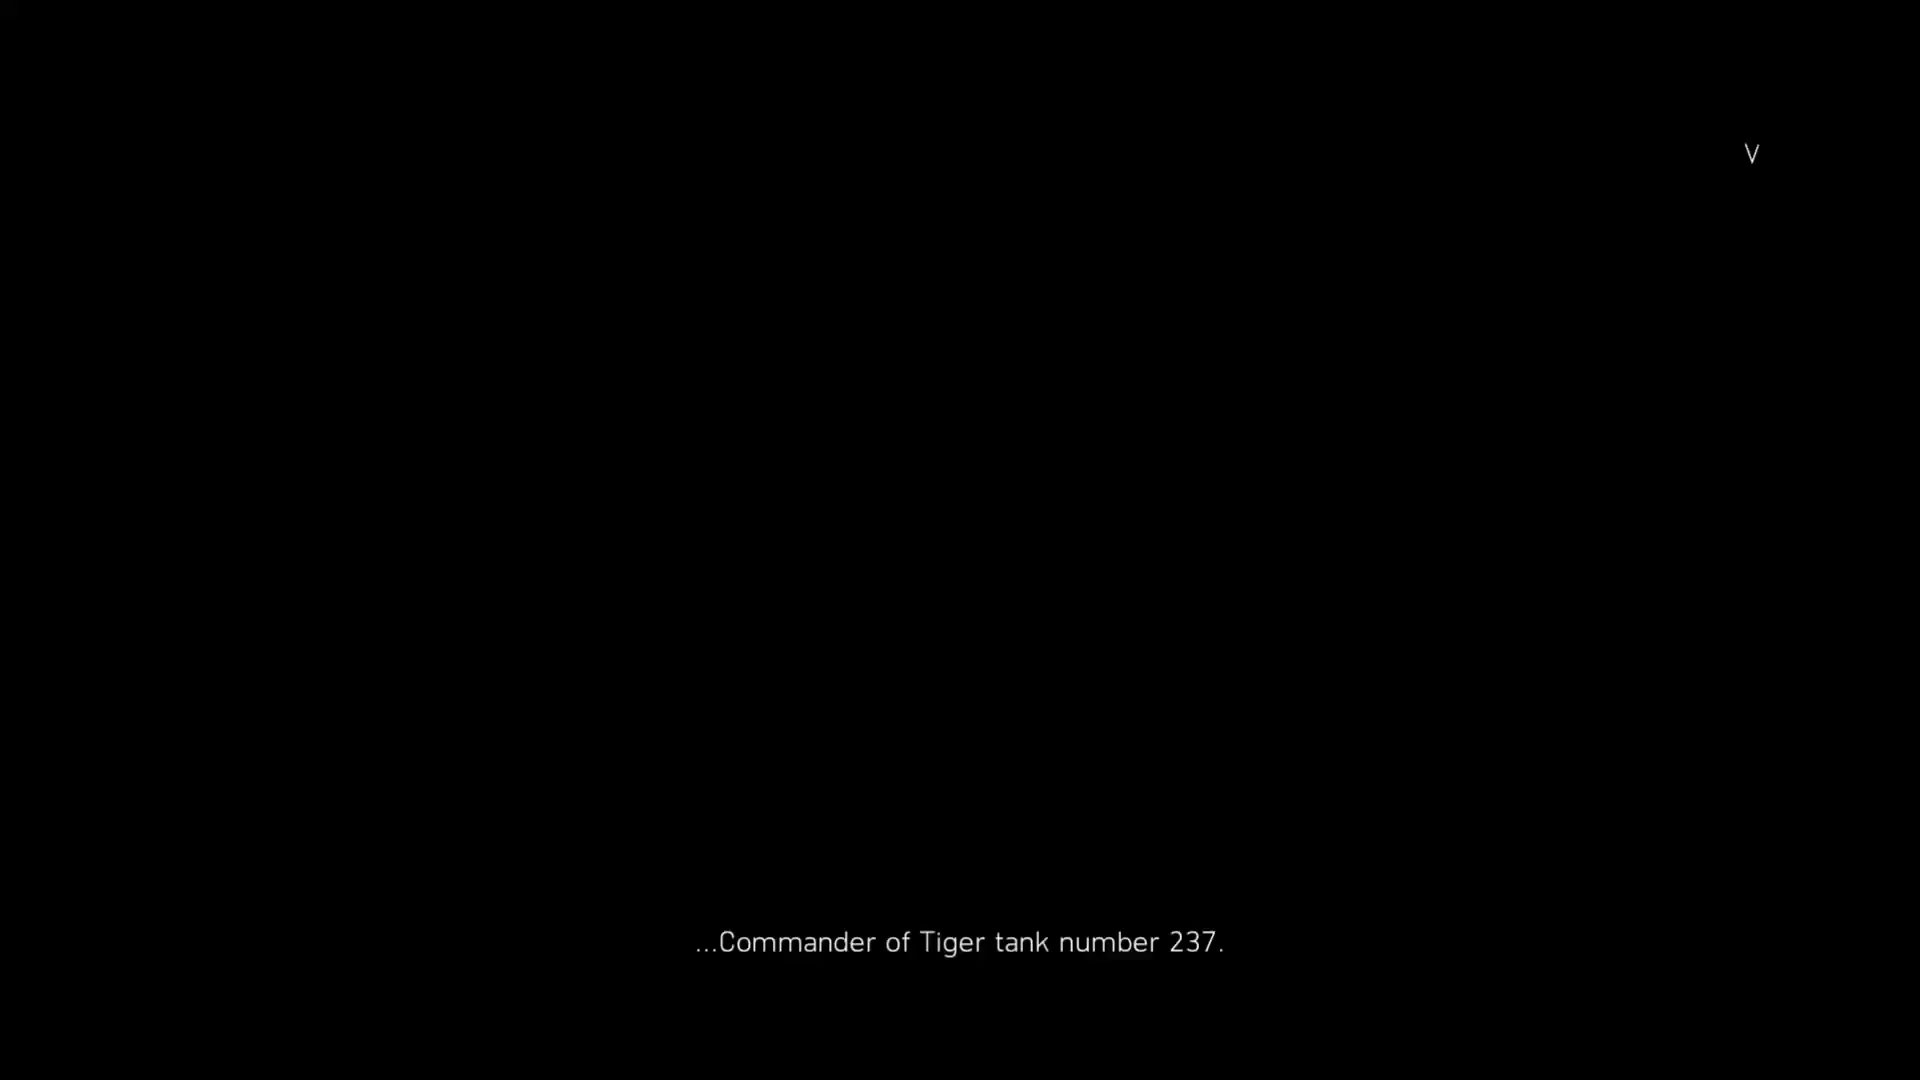 V
...Commander of Tiger tank number 237.